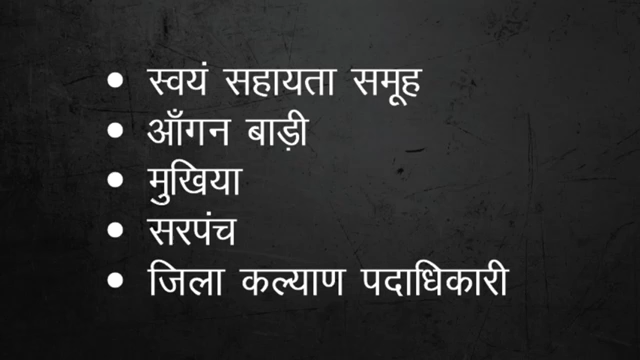 • स्वयं सहायता समूह
• आँगन बाड़ी
• मुखिया
• सरपंच
• जिला कल्याण पदाधिकारी